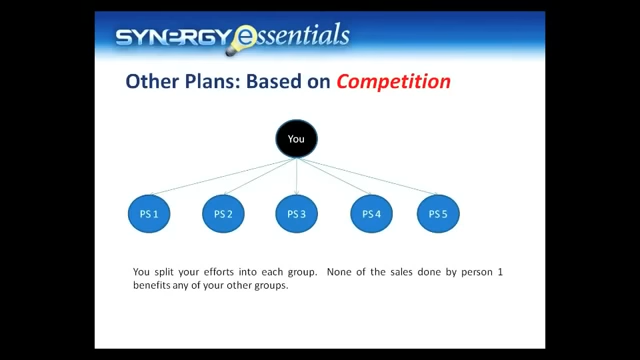 SYNERGY essentials
Other Plans: Based on Competition
You
PS 1
PS 2
PS 3
PS 4
PS 5
You split your efforts into each group. None of the sales done by person 1
benefits any of your other groups.